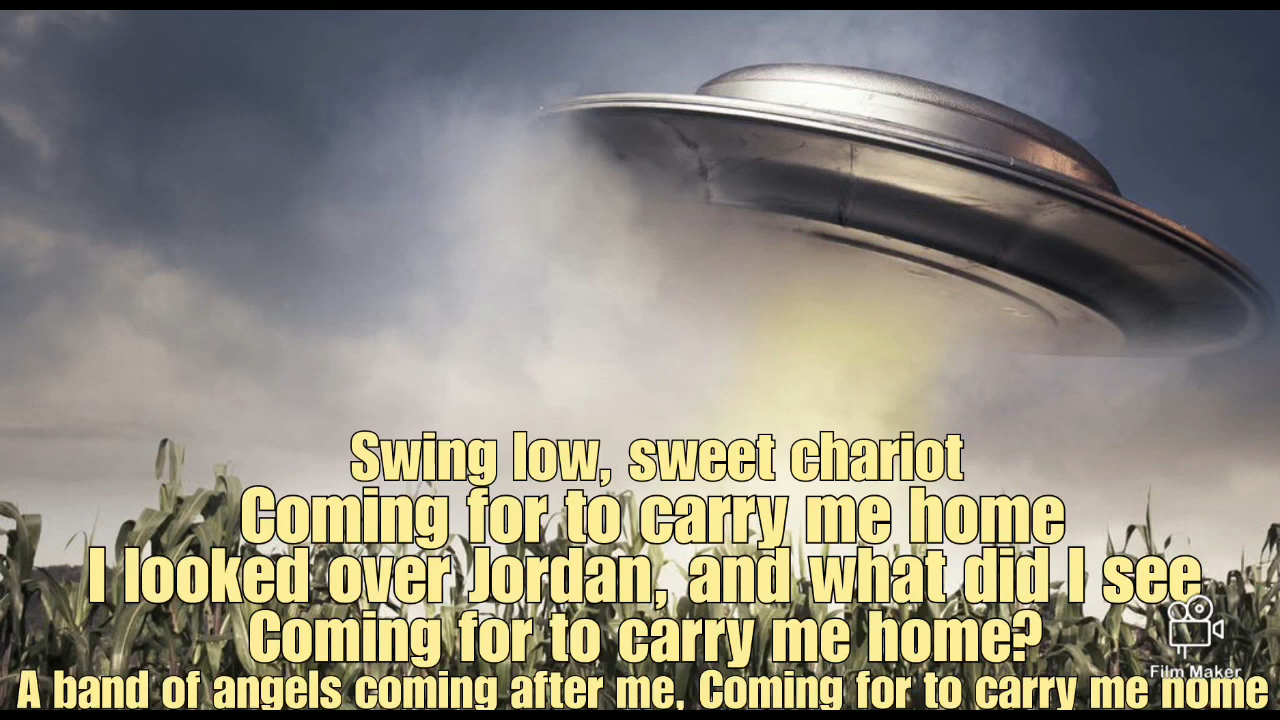 Swing low, sweet chariot
Coming for to carry me home
I looked over Jordan, and what did I see
Coming for to carry me home?
A band of angels coming after me, Coming for to carry me home
Film Maker